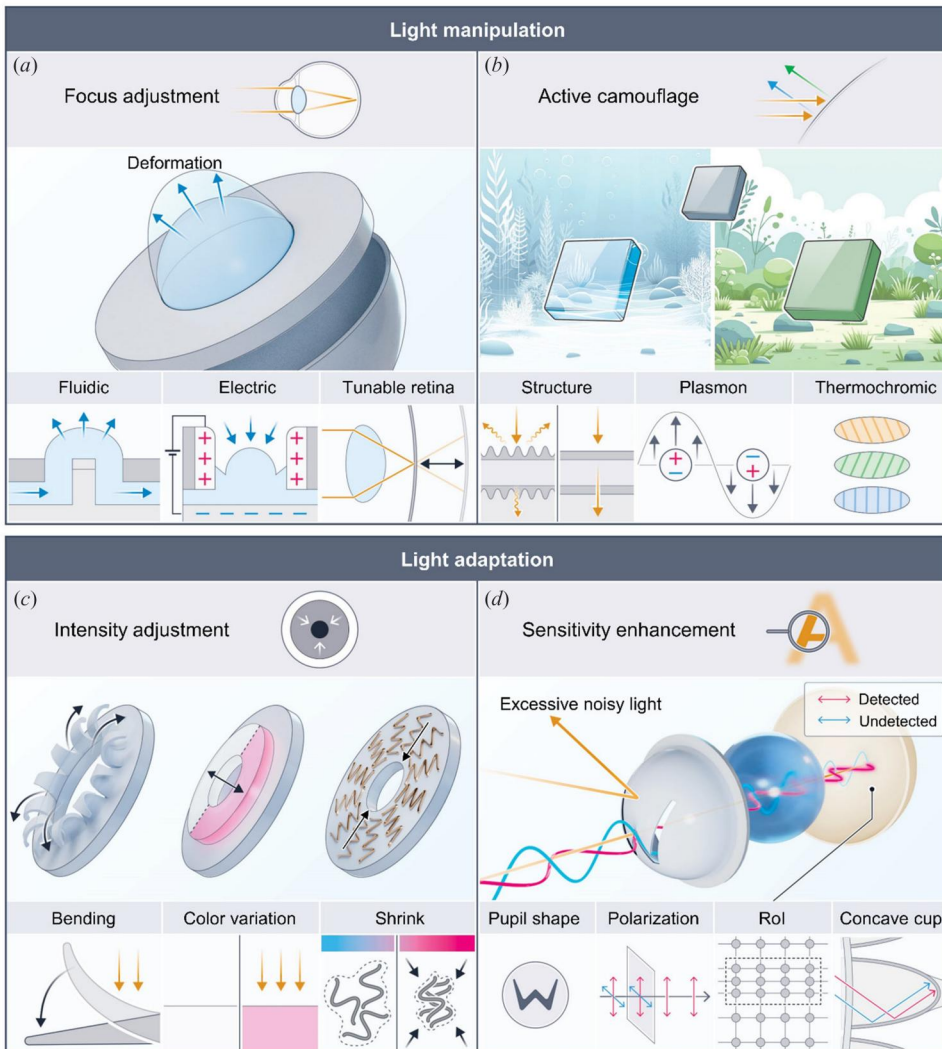 Light manipulation
(a)
Focus adjustment
Deformation
Fluidic
Electric
Tunable retina
(b)
Active camouflage
Structure
Plasmon
Thermochromic
Light adaptation
(c)
Intensity adjustment
Bending
Color variation
Shrink
(d)
Sensitivity enhancement
A
Excessive noisy light
Detected
Undetected
Pupil shape
Polarization
RoI
Concave cup